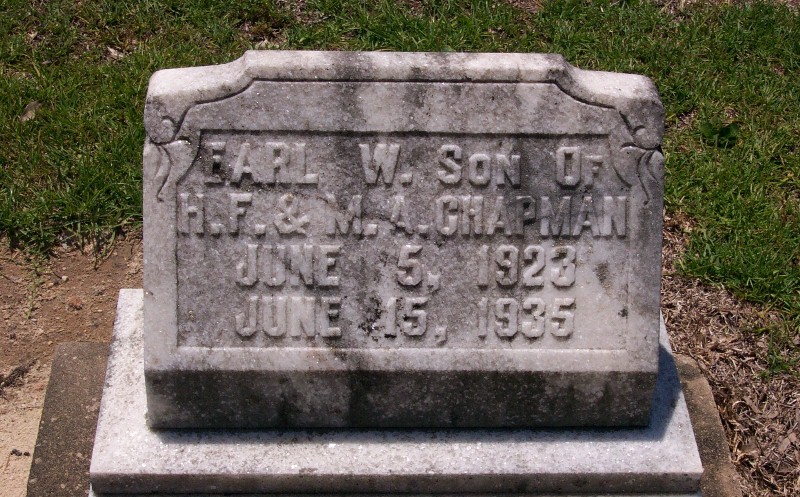 EARL W. SON OF
H. F. & M. A. CHAPMAN
JUNE 5, 1923
JUNE 15, 1935